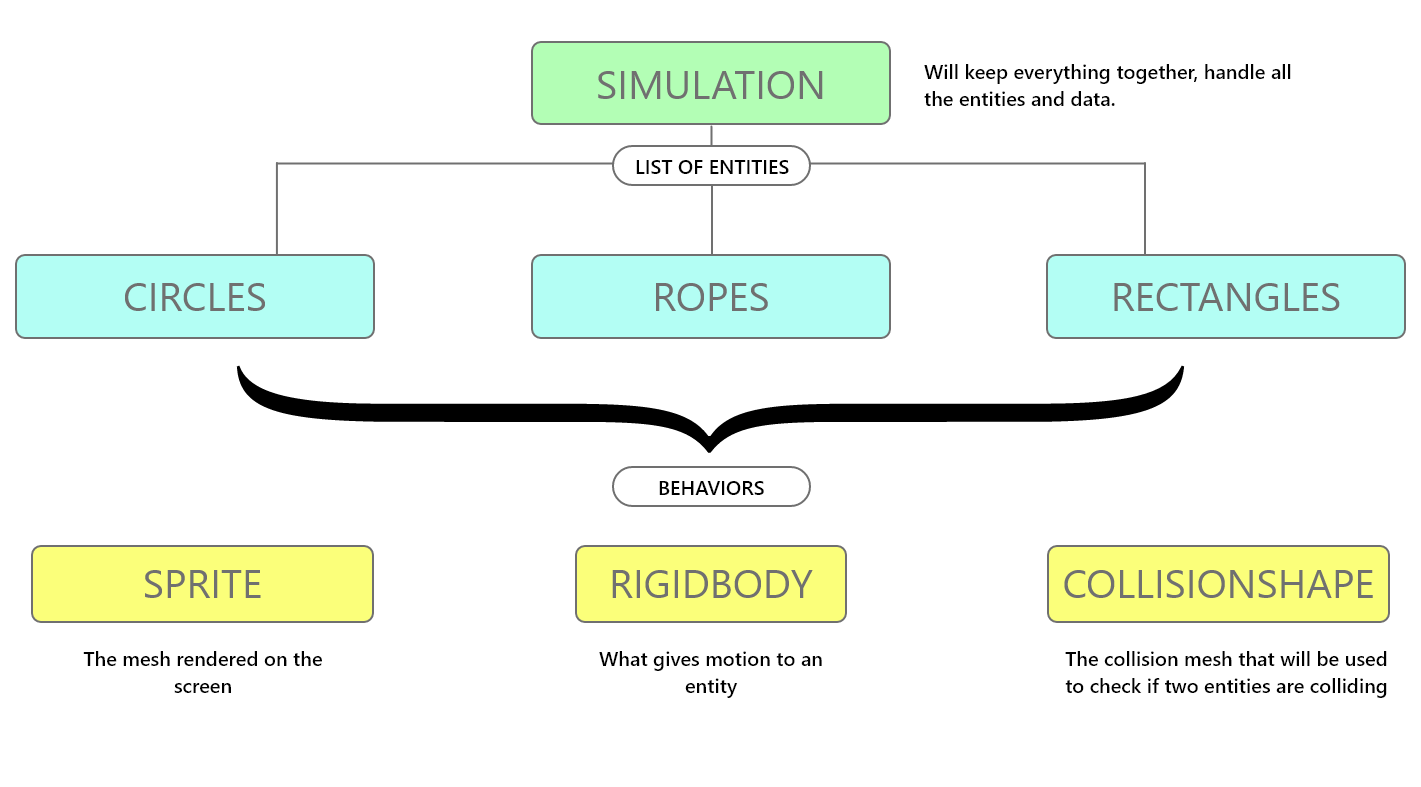 SIMULATION
Will keep everything together, handle all
the entities and data.
LIST OF ENTITIES
CIRCLES
ROPES
RECTANGLES
BEHAVIORS
SPRITE
RIGIDBODY
COLLISIONSHAPE
The mesh rendered on the
screen
What gives motion to an
entity
The collision mesh that will be used
to check if two entities are colliding